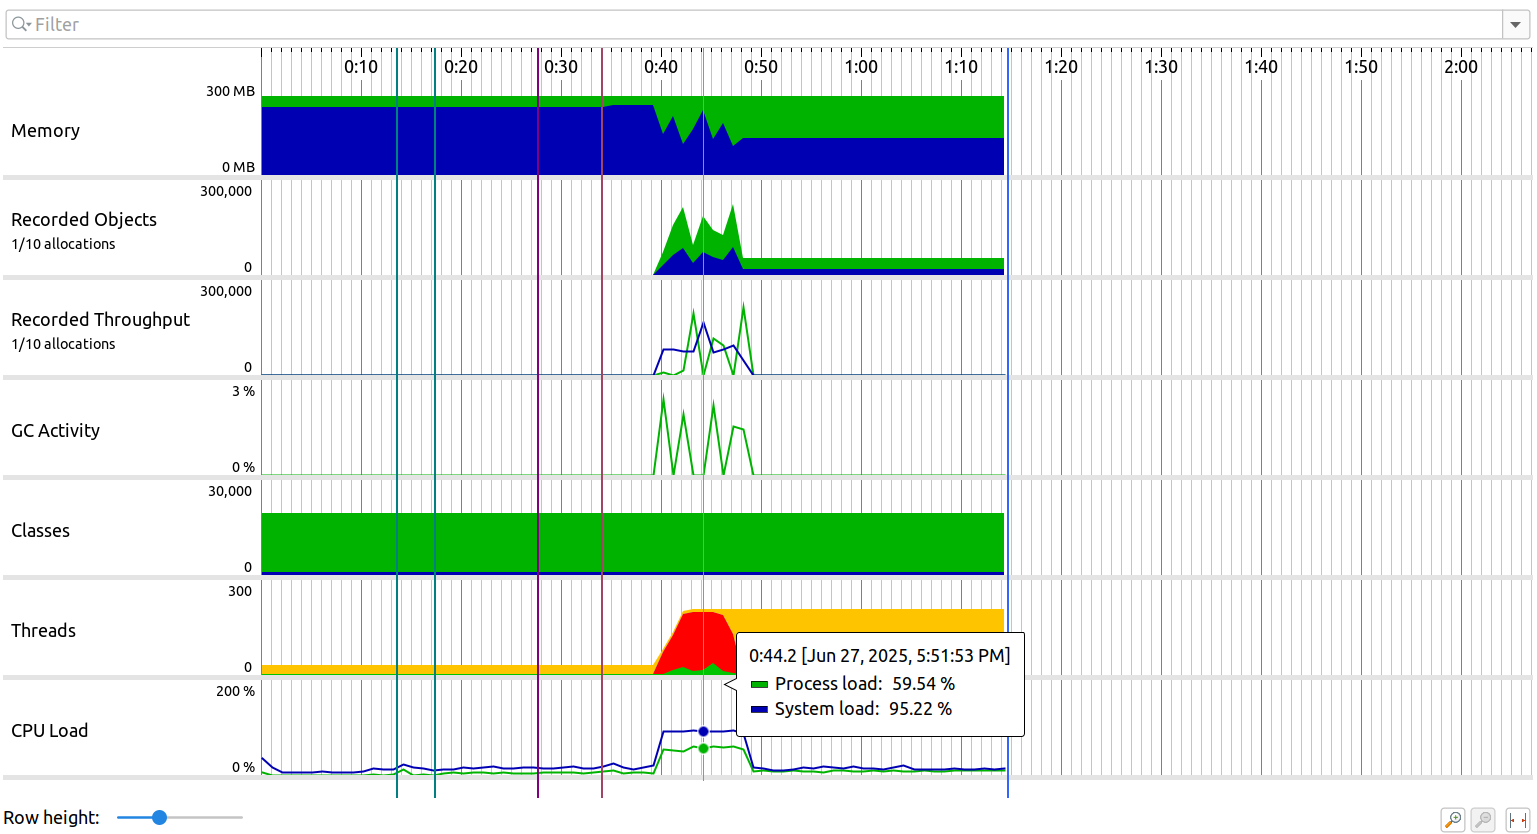 Filter
0:10 0:20 0:30 0:40 0:50 1:00 1:10 1:20 1:30 1:40 1:50 2:00
300 MB
Memory
0 MB
300,000
Recorded Objects
1/10 allocations
0
300,000
Recorded Throughput
1/10 allocations
0
3 %
GC Activity
0 %
30,000
Classes
0
300
Threads
0
0:44.2 [Jun 27, 2025, 5:51:53 PM]
Process load: 59.54 %
System load: 95.22 %
200 %
CPU Load
0 %
Row height: